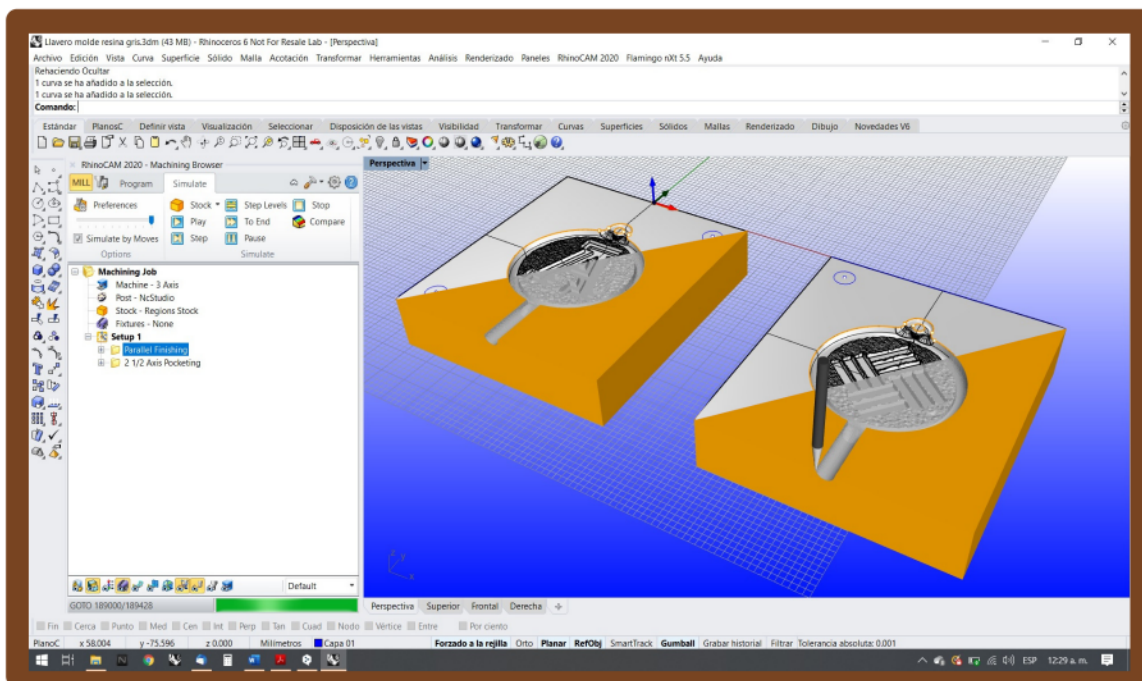 Llavero molde resina gris.3dm (43 MB) - Rhinoceros 6 Not For Resale Lab - [Perspectiva]
Archivo Edición Vista Curva Superficie Sólido Malla Acotación Transformar Herramientas Análisis Renderizado Paneles RhinoCAM 2020 Flamingo nXt 5.5 Ayuda
Rehaciendo Ocultar
1 curva se ha añadido a la selección.
1 curva se ha añadido a la selección.
Comando:
Estándar PlanosC Definir vista Visualización Seleccionar Disposición de las vistas Visibilidad Transformar Curvas Superficies Sólidos Mallas Renderizado Dibujo Novedades V6
RhinoCAM 2020 - Machining Browser
MILL Program Simulate
Preferences Stock Step Levels Stop
Play To End Compare
Simulate by Moves Step Pause
Options Simulate
Machining Job
Machine - 3 Axis
Post - NcStudio
Stock - Regions Stock
Fixtures - None
Setup 1
Parallel Finishing
2 1/2 Axis Pocketing
Default
GOTO 189000/189428
Perspectiva
z
y
x
Perspectiva Superior Frontal Derecha
Fin Cerca Punto Med Cen Int Perp Tan Cuad Nodo Vértice Entre Por ciento
PlanoC x 58.004 y -75.596 z 0.000 Milímetros Capa 01 Forzado a la rejilla Orto Planar RefObj SmartTrack Gumball Grabar historial Filtrar Tolerancia absoluta: 0.001
ESP 12:29 a. m.